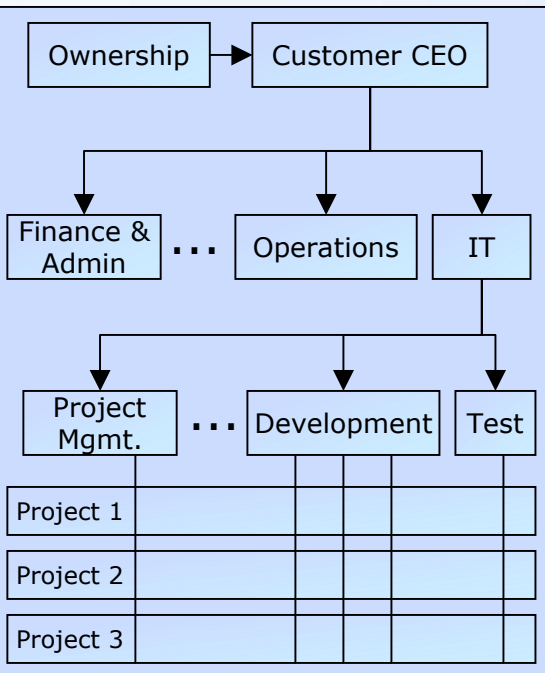 Ownership
Customer CEO
Finance &
Admin
...
Operations
IT
Project
Mgmt.
...
Development
Test
Project 1
Project 2
Project 3